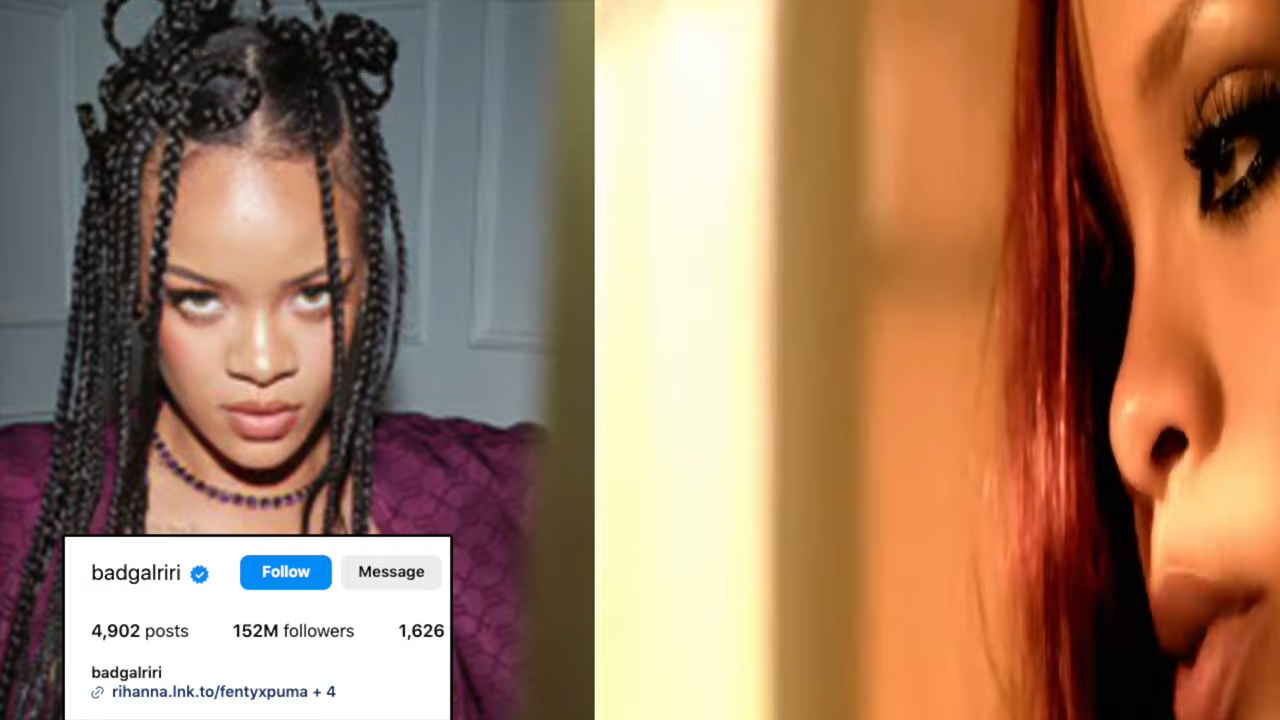 badgalriri Follow Message
4,902 posts 152M followers 1,626
badgalriri
rihanna.lnk.to/fentyxpuma + 4